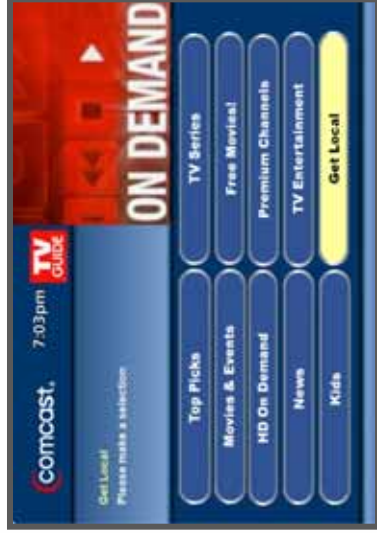 comcast. 7:03pm TV GUIDE
Get Local
Please make a selection
ON DEMAND
Top Picks
Movies & Events
HD On Demand
News
Kids
TV Series
Free Movies!
Premium Channels
TV Entertainment
Get Local